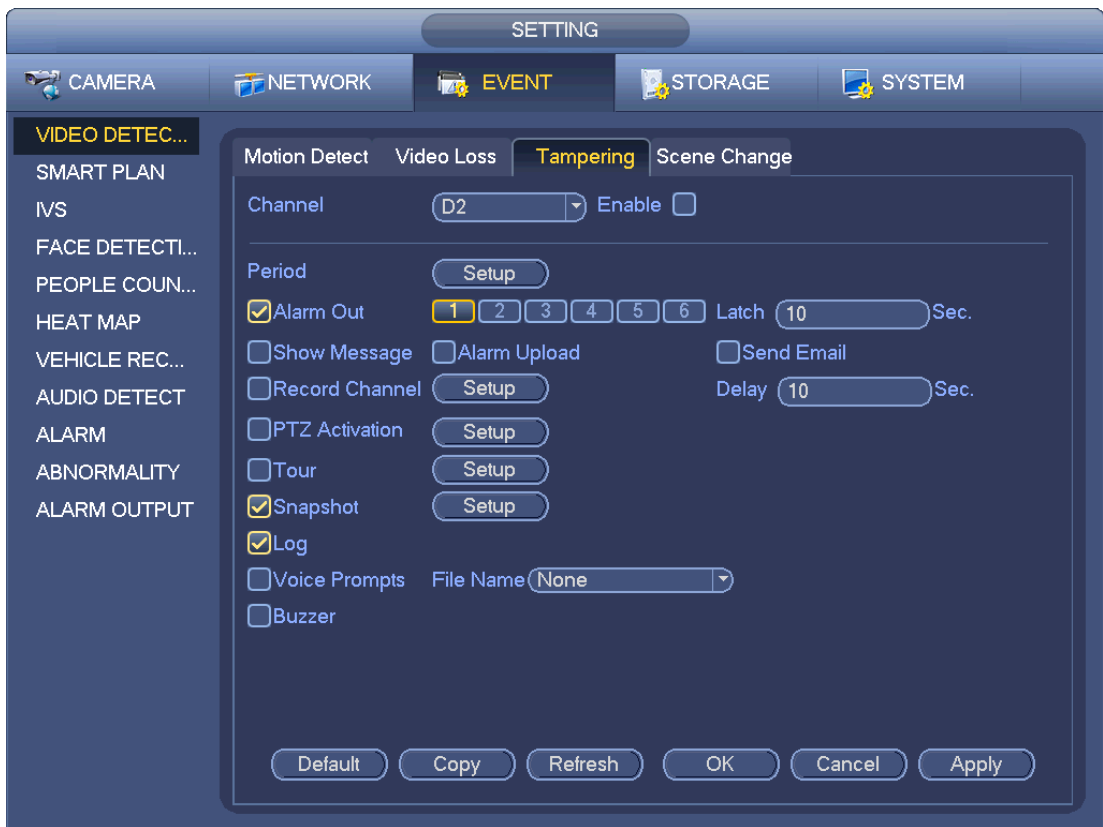 SETTING
CAMERA NETWORK EVENT STORAGE SYSTEM
VIDEO DETEC...
SMART PLAN
IVS
FACE DETECTI...
PEOPLE COUN...
HEAT MAP
VEHICLE REC...
AUDIO DETECT
ALARM
ABNORMALITY
ALARM OUTPUT
Motion Detect Video Loss Tampering Scene Change
Channel D2 Enable
Period Setup
Alarm Out 1 2 3 4 5 6 Latch 10 Sec.
Show Message Alarm Upload Send Email
Record Channel Setup Delay 10 Sec.
PTZ Activation Setup
Tour Setup
Snapshot Setup
Log
Voice Prompts File Name None
Buzzer
Default Copy Refresh OK Cancel Apply